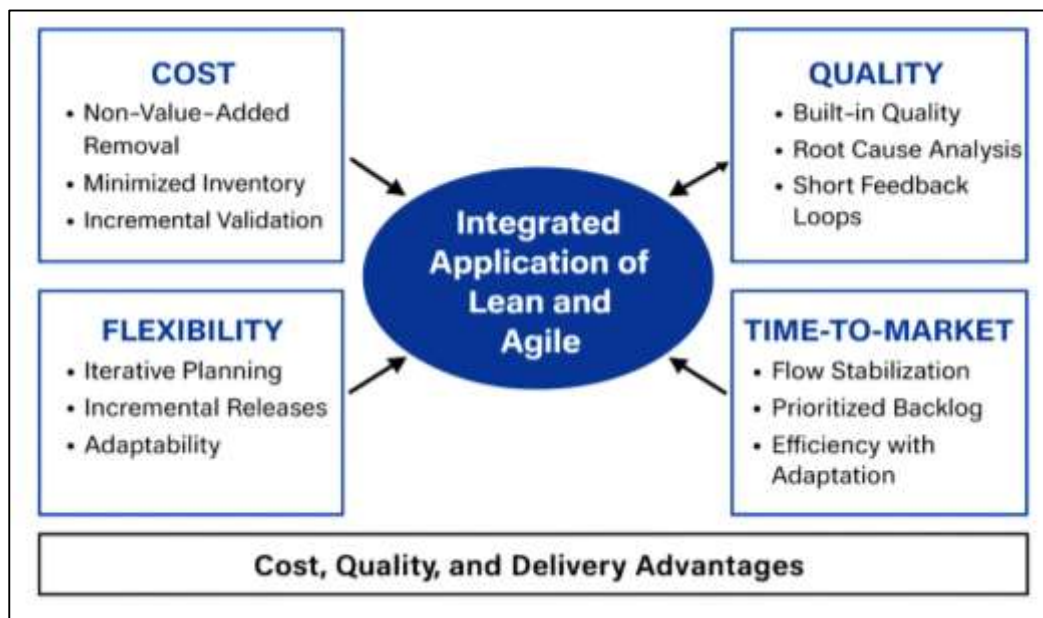 COST
• Non-Value-Added
Removal
• Minimized Inventory
• Incremental Validation
QUALITY
• Built-in Quality
• Root Cause Analysis
• Short Feedback
Loops
Integrated
Application of
Lean and
Agile
FLEXIBILITY
• Iterative Planning
• Incremental Releases
• Adaptability
TIME-TO-MARKET
• Flow Stabilization
• Prioritized Backlog
• Efficiency with
Adaptation
Cost, Quality, and Delivery Advantages